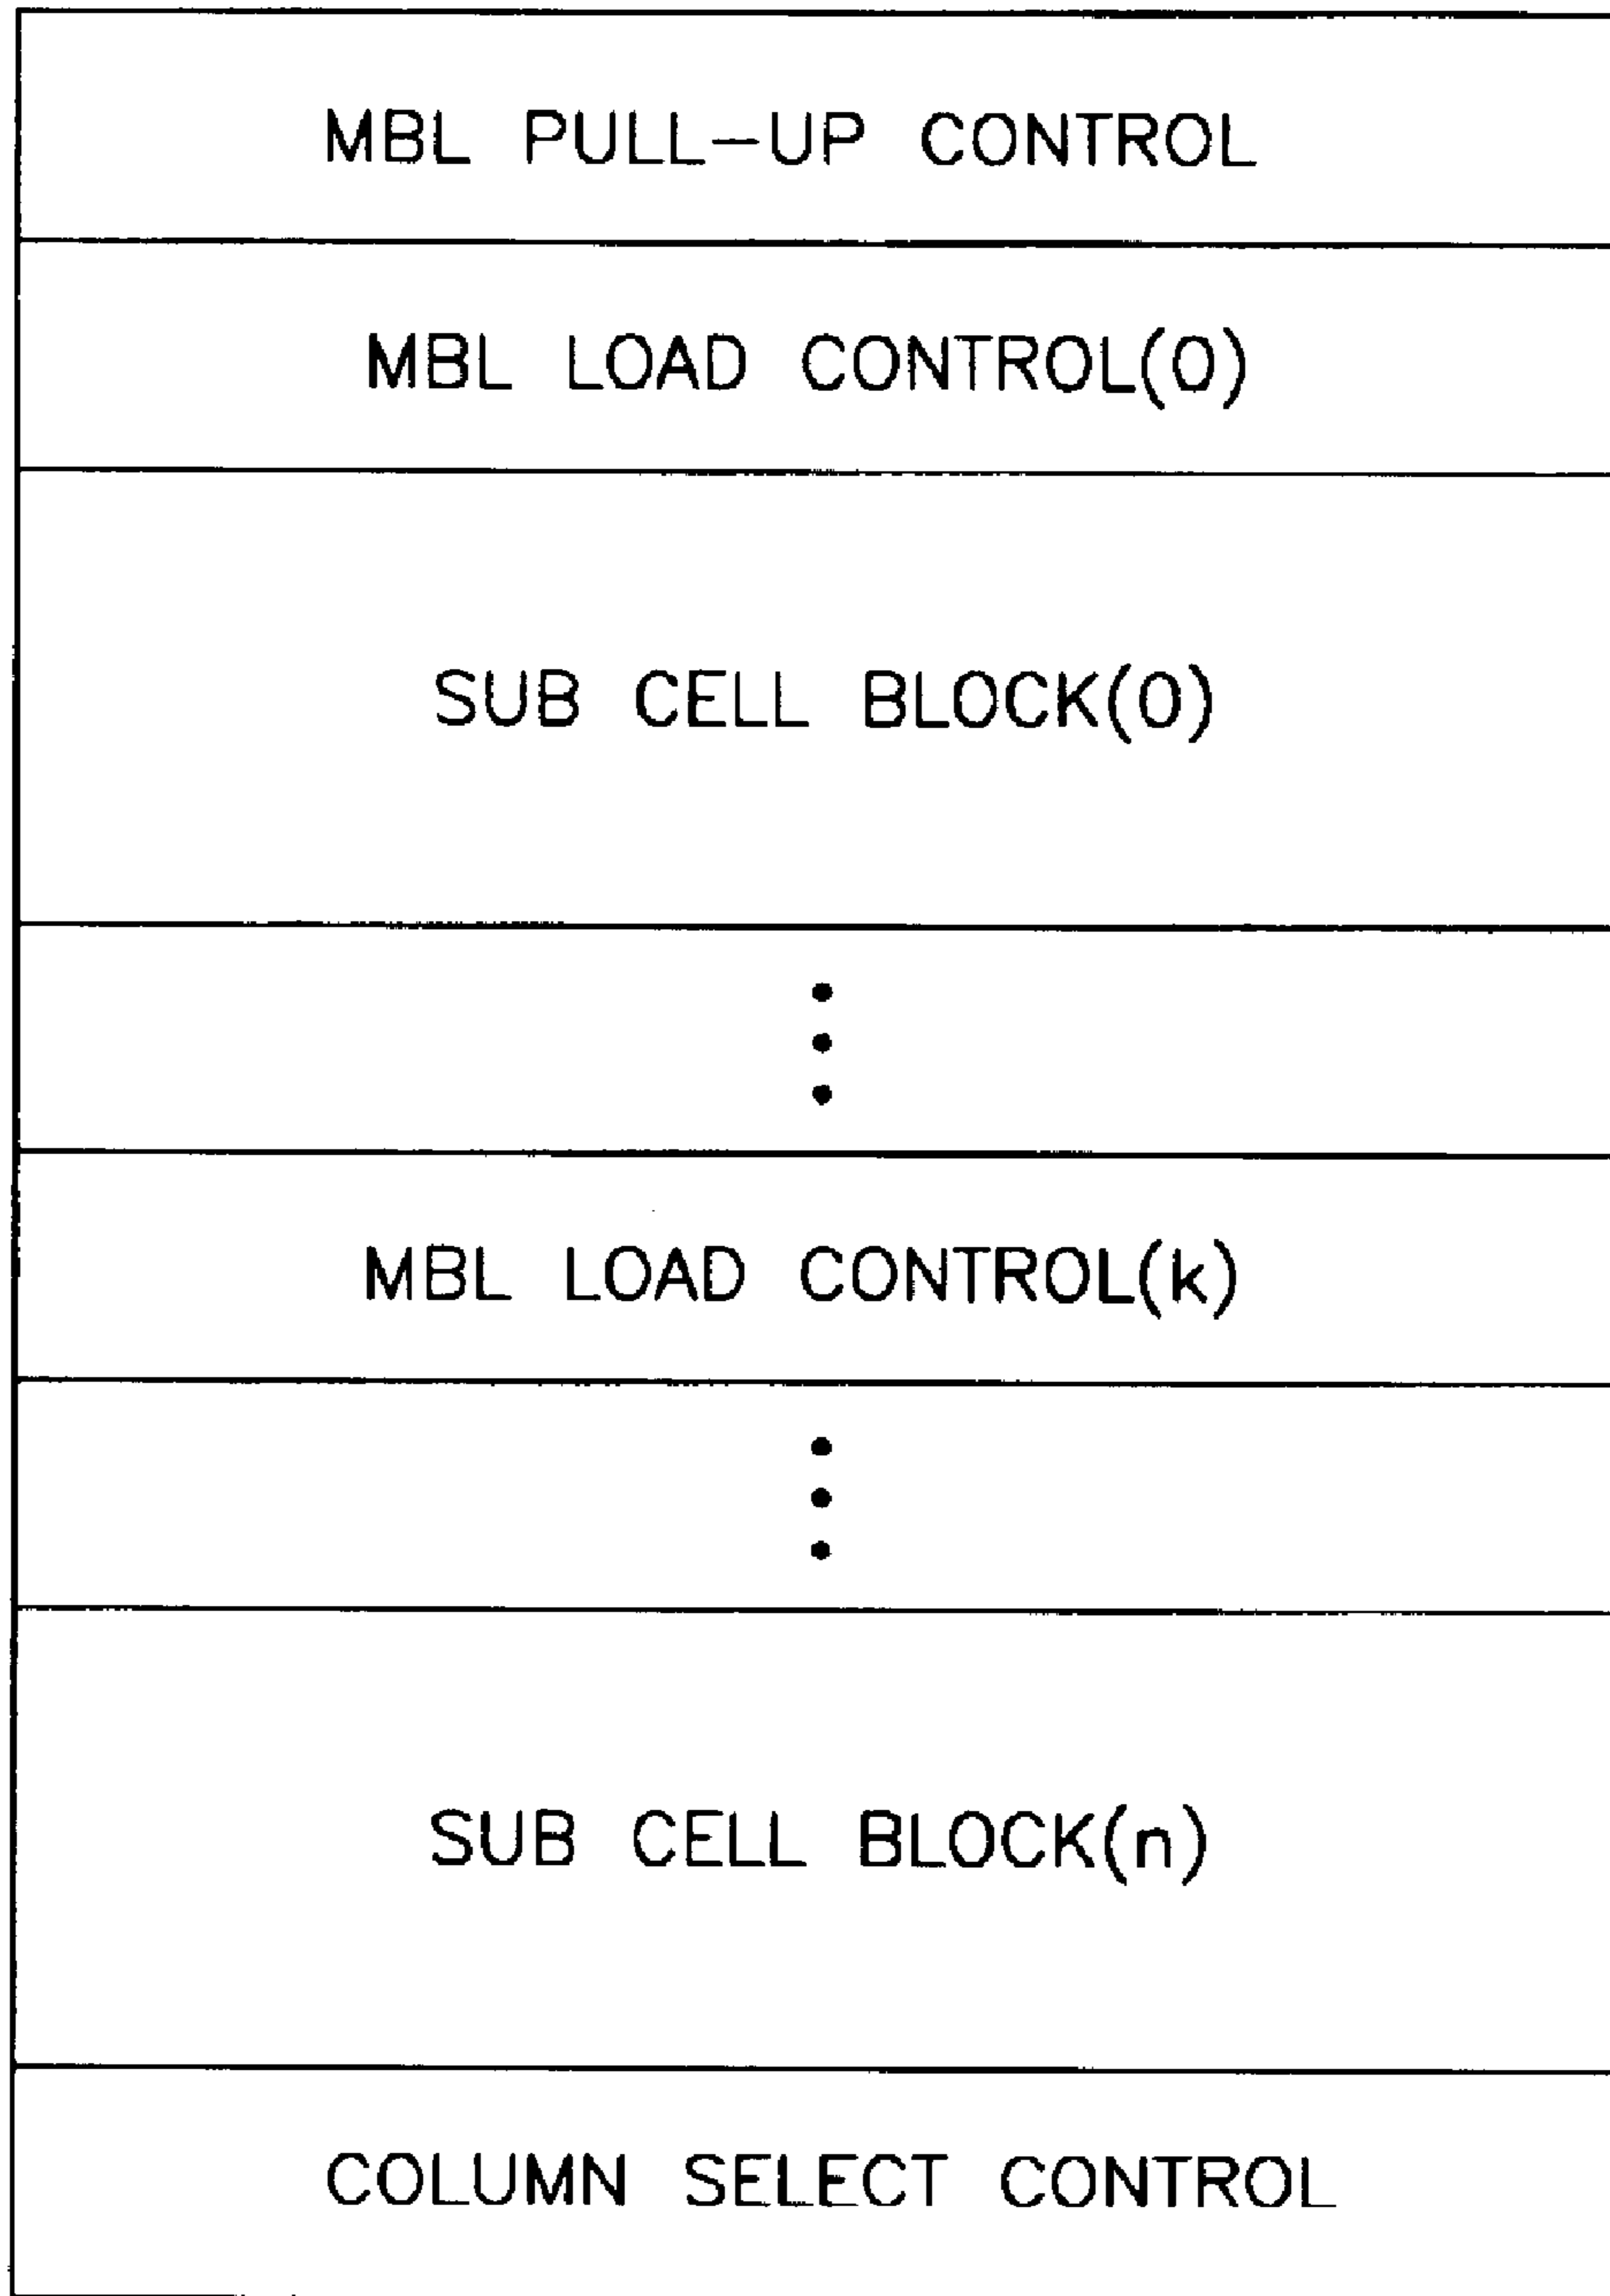 MBL PULL-UP CONTROL
MBL LOAD CONTROL(0)
SUB CELL BLOCK(0)
MBL LOAD CONTROL(k)
SUB CELL BLOCK(n)
COLUMN SELECT CONTROL